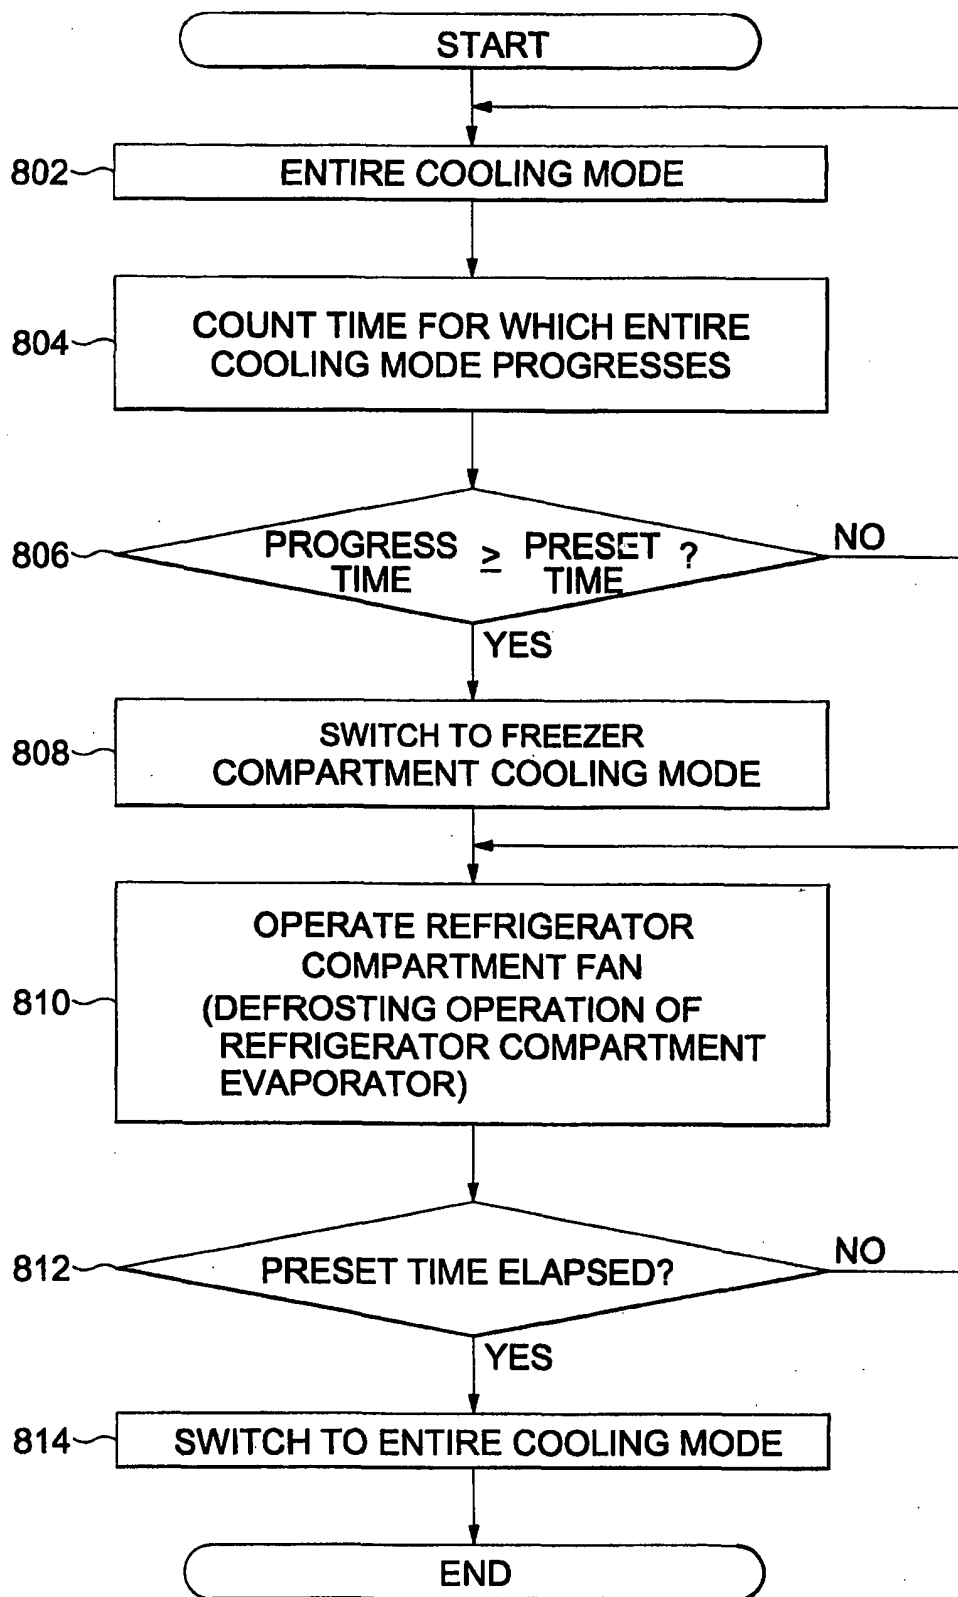 START
802
ENTIRE COOLING MODE
804
COUNT TIME FOR WHICH ENTIRE
COOLING MODE PROGRESSES
806
PROGRESS TIME ≥ PRESET TIME ?
NO
YES
808
SWITCH TO FREEZER
COMPARTMENT COOLING MODE
810
OPERATE REFRIGERATOR
COMPARTMENT FAN
(DEFROSTING OPERATION OF
REFRIGERATOR COMPARTMENT
EVAPORATOR)
812
PRESET TIME ELAPSED?
NO
YES
814
SWITCH TO ENTIRE COOLING MODE
END